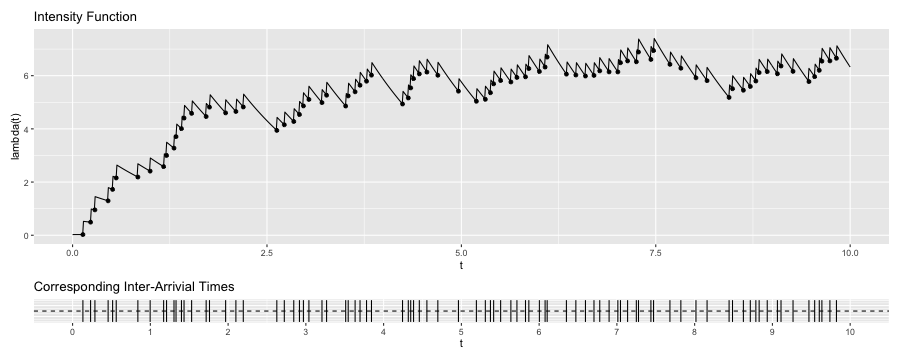 Intensity Function
6
4
2
0
lambda(t)
0.0 2.5 5.0 7.5 10.0
t
Corresponding Inter-Arrivial Times
0 1 2 3 4 5 6 7 8 9 10
t